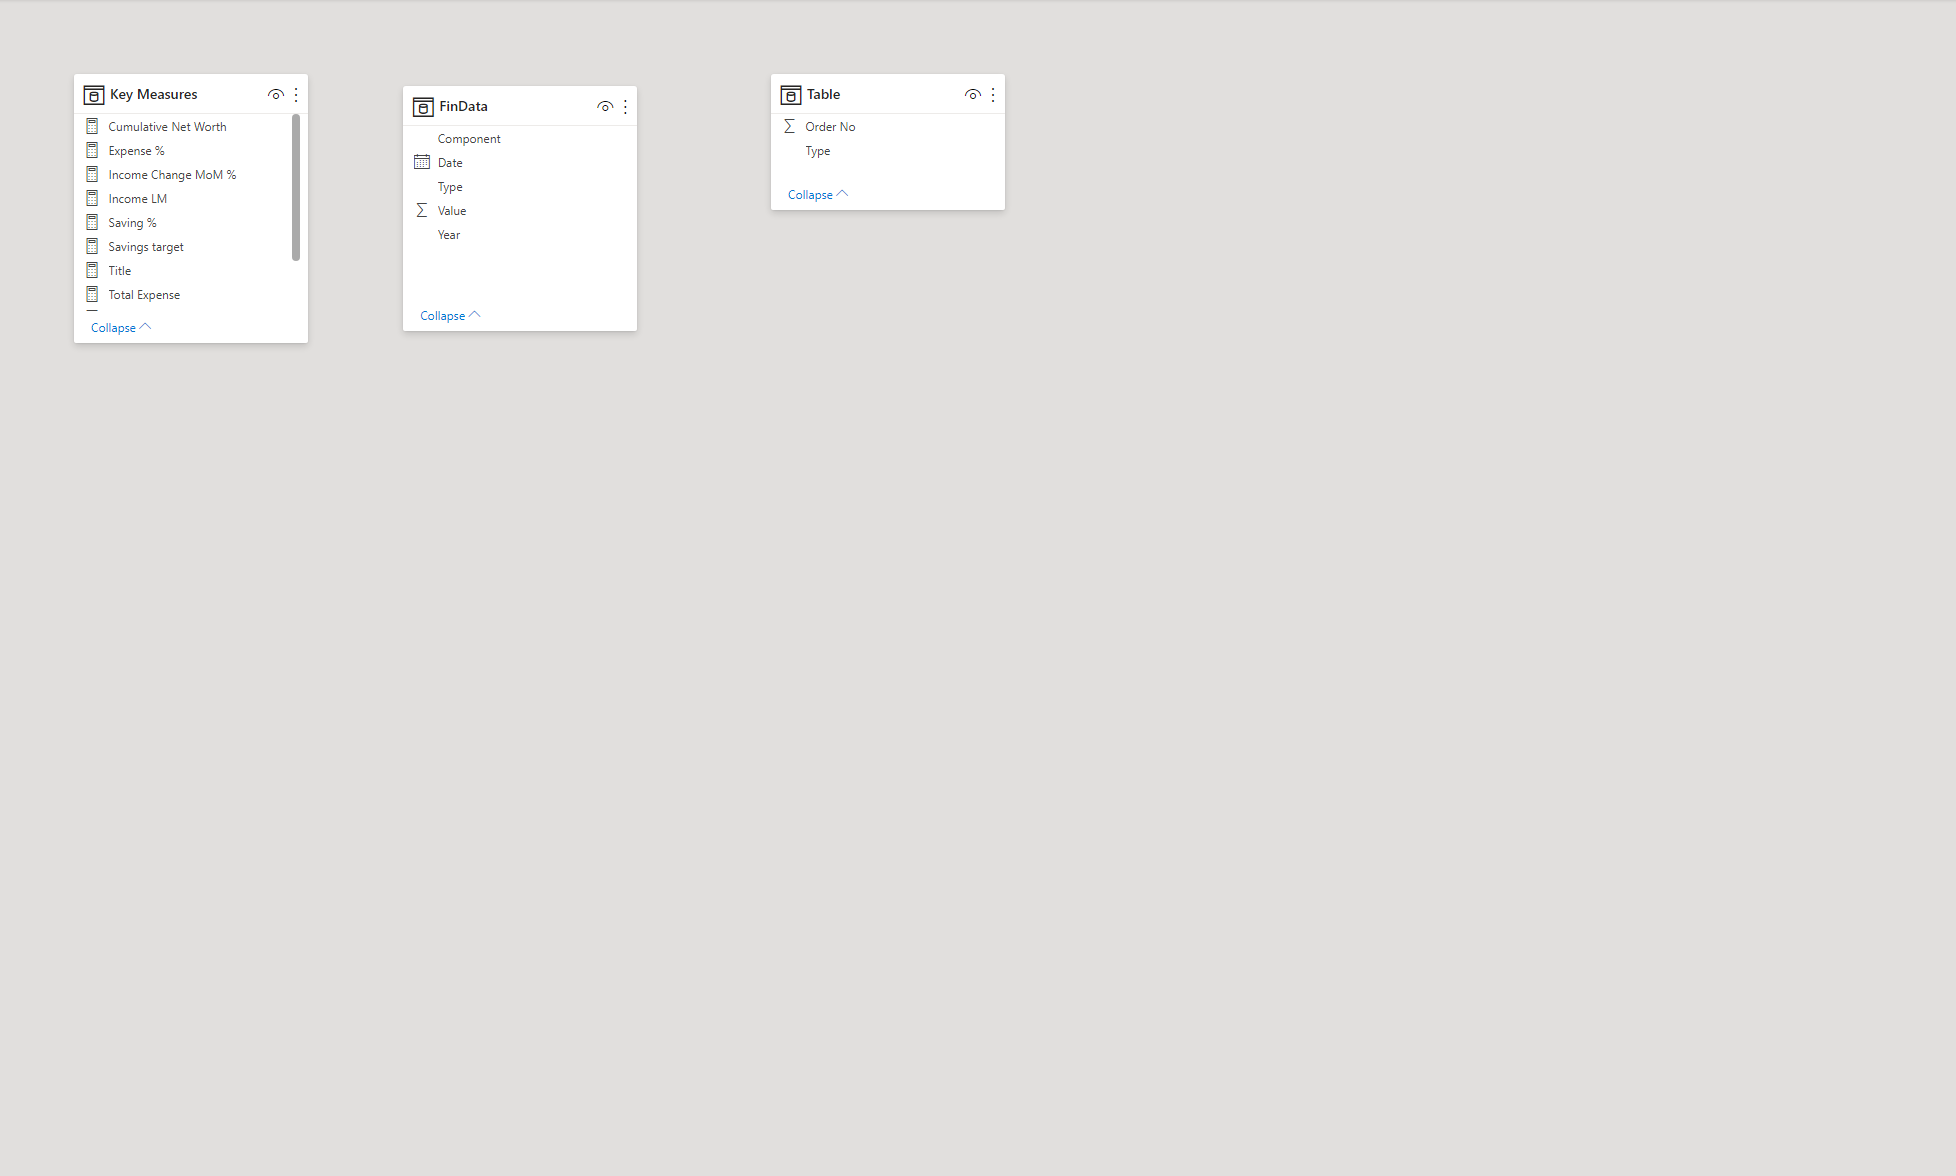 Key Measures
Cumulative Net Worth
Expense %
Income Change MoM %
Income LM
Saving %
Savings target
Title
Total Expense
Collapse
FinData
Component
Date
Type
Value
Year
Collapse
Table
Order No
Type
Collapse